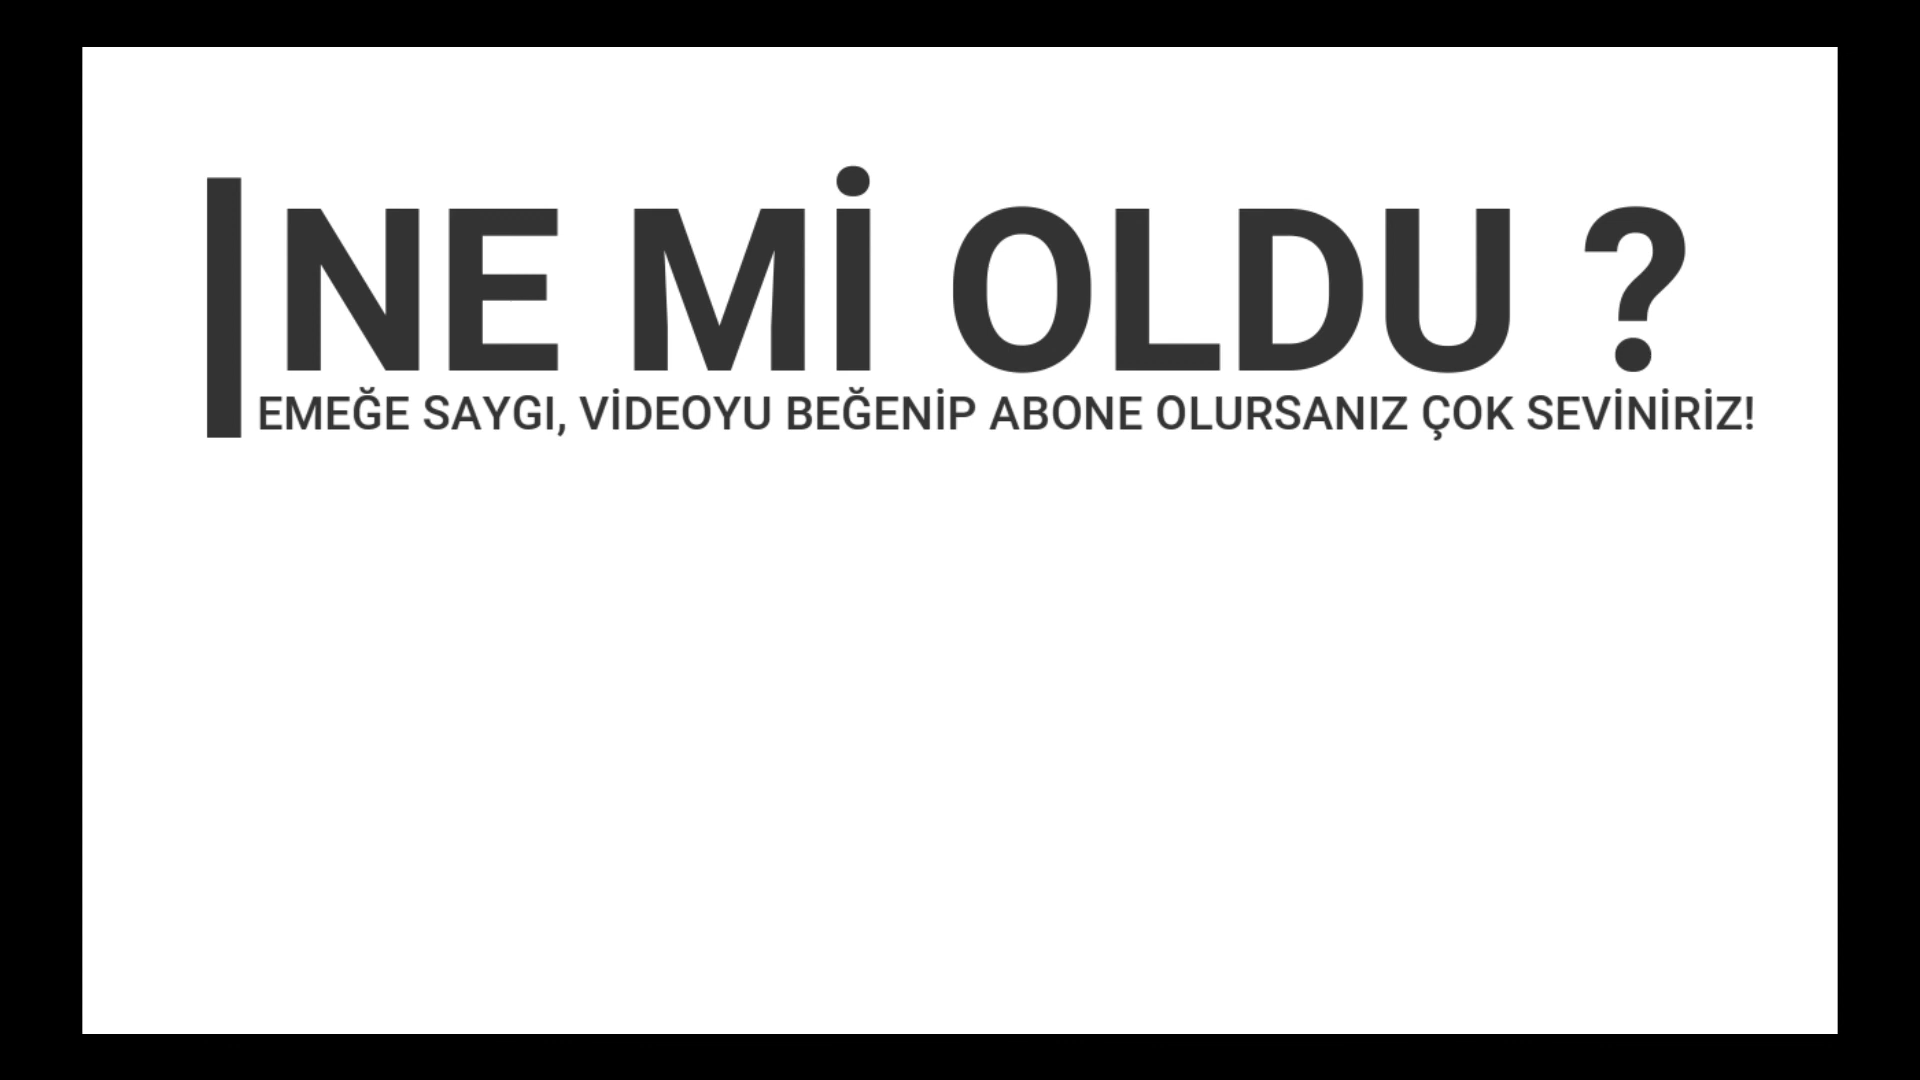 NE Mİ OLDU ?
EMEĞE SAYGI, VİDEOYU BEĞENİP ABONE OLURSANIZ ÇOK SEVİNİRİZ!